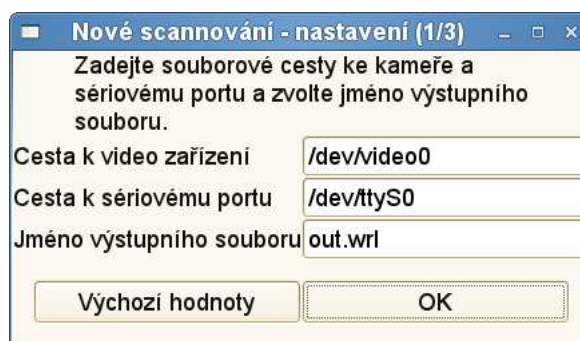 Nové scannování - nastavení (1/3)
Zadejte souborové cesty ke kameře a
sériovému portu a zvolte jméno výstupního
souboru.
Cesta k video zařízení /dev/video0
Cesta k sériovému portu /dev/ttyS0
Jméno výstupního souboru out.wrl
Výchozí hodnoty OK